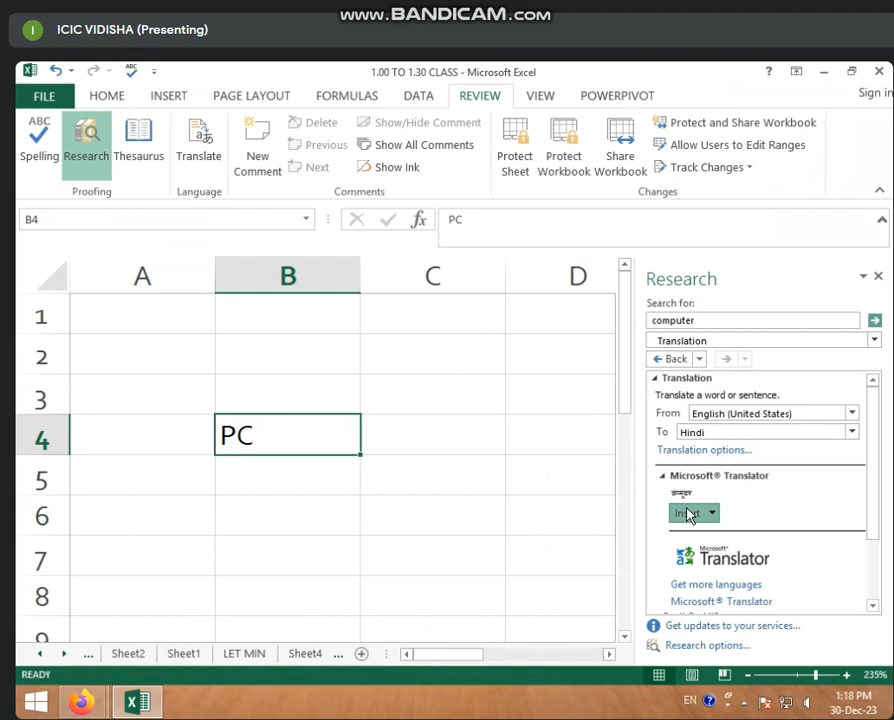 www.BANDICAM.com
I ICIC VIDISHA (Presenting)
1.00 TO 1.30 CLASS - Microsoft Excel ?
Sign in
FILE HOME INSERT PAGE LAYOUT FORMULAS DATA REVIEW VIEW POWERPIVOT
ABC
Spelling Research Thesaurus
Proofing
Translate
Language
New
Comment
Delete
Previous
Next
Show/Hide Comment
Show All Comments
Show Ink
Comments
Protect
Sheet
Protect
Workbook
Share
Workbook
Protect and Share Workbook
Allow Users to Edit Ranges
Track Changes
Changes
B4 fx PC
A B C D
1
2
3
4 PC
5
6
7
8
9
Research
Search for:
computer
Translation
Back
Translation
Translate a word or sentence.
From English (United States)
To Hindi
Translation options...
Microsoft® Translator
कंप्यूटर
Insert
Microsoft®
Translator
Get more languages
Microsoft® Translator
Get updates to your services...
Research options...
... Sheet2 Sheet1 LET MIN Sheet4 ...
READY 235%
EN 1:18 PM
30-Dec-23